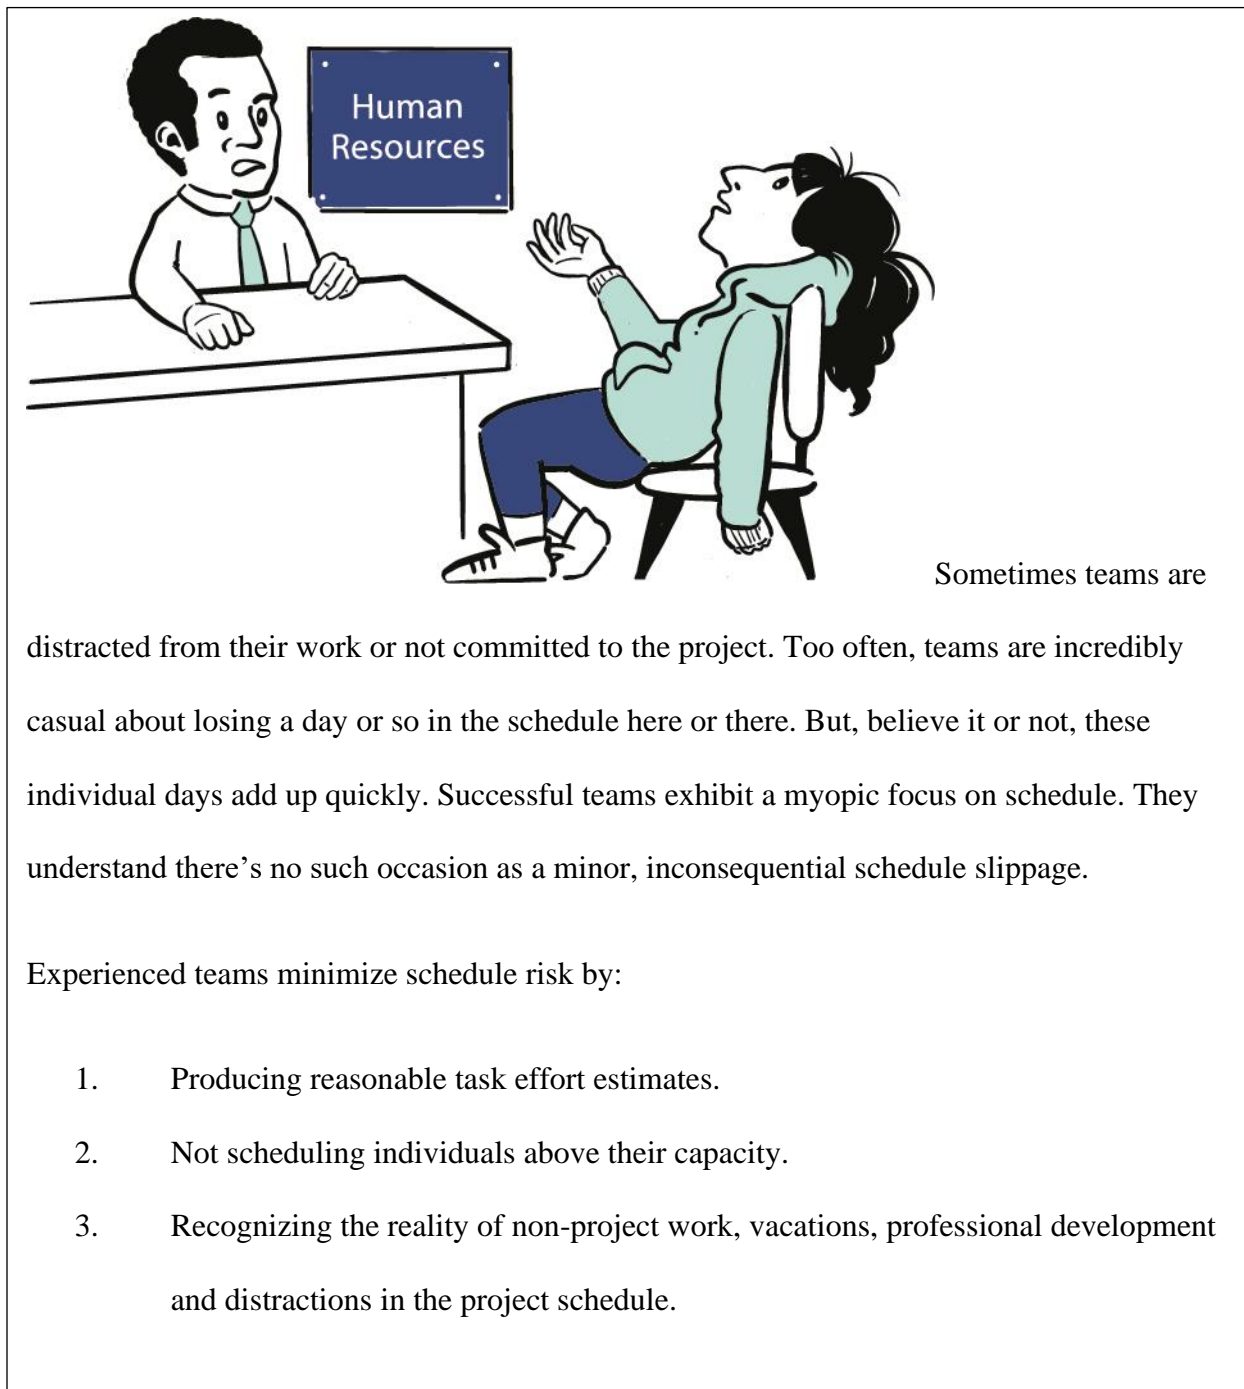 Human
Resources
Sometimes teams are
distracted from their work or not committed to the project. Too often, teams are incredibly
casual about losing a day or so in the schedule here or there. But, believe it or not, these
individual days add up quickly. Successful teams exhibit a myopic focus on schedule. They
understand there’s no such occasion as a minor, inconsequential schedule slippage.
Experienced teams minimize schedule risk by:
1. Producing reasonable task effort estimates.
2. Not scheduling individuals above their capacity.
3. Recognizing the reality of non-project work, vacations, professional development
and distractions in the project schedule.